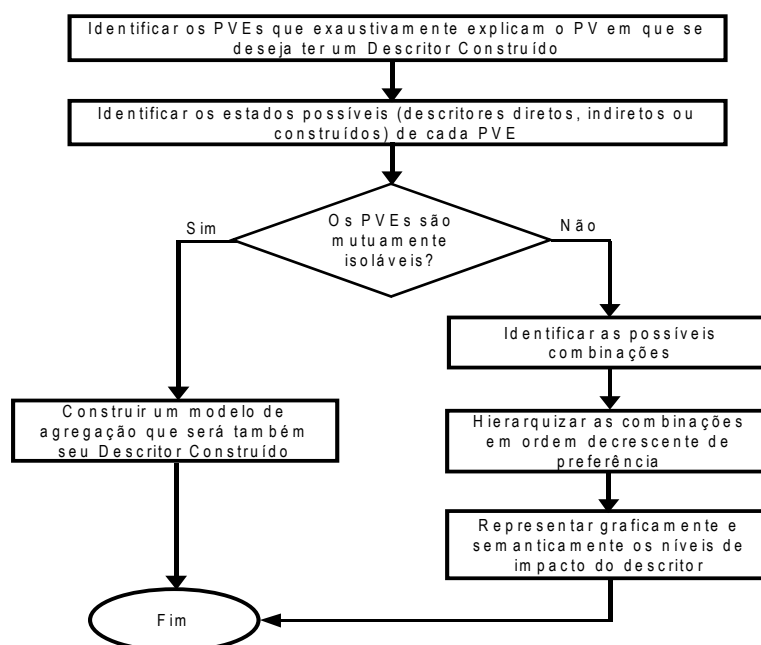 Identificar os PVEs que exaustivamente explicam o PV em que se
deseja ter um Descritor Construído
Identificar os estados possíveis (descritores diretos, indiretos ou
construídos) de cada PVE
Os PVEs são
mutuamente
isoláveis?
Sim
Não
Identificar as possíveis
combinações
Construir um modelo de
agregação que será também
seu Descritor Construído
Hierarquizar as combinações
em ordem decrescente de
preferência
Representar graficamente e
semanticamente os níveis de
impacto do descritor
Fim